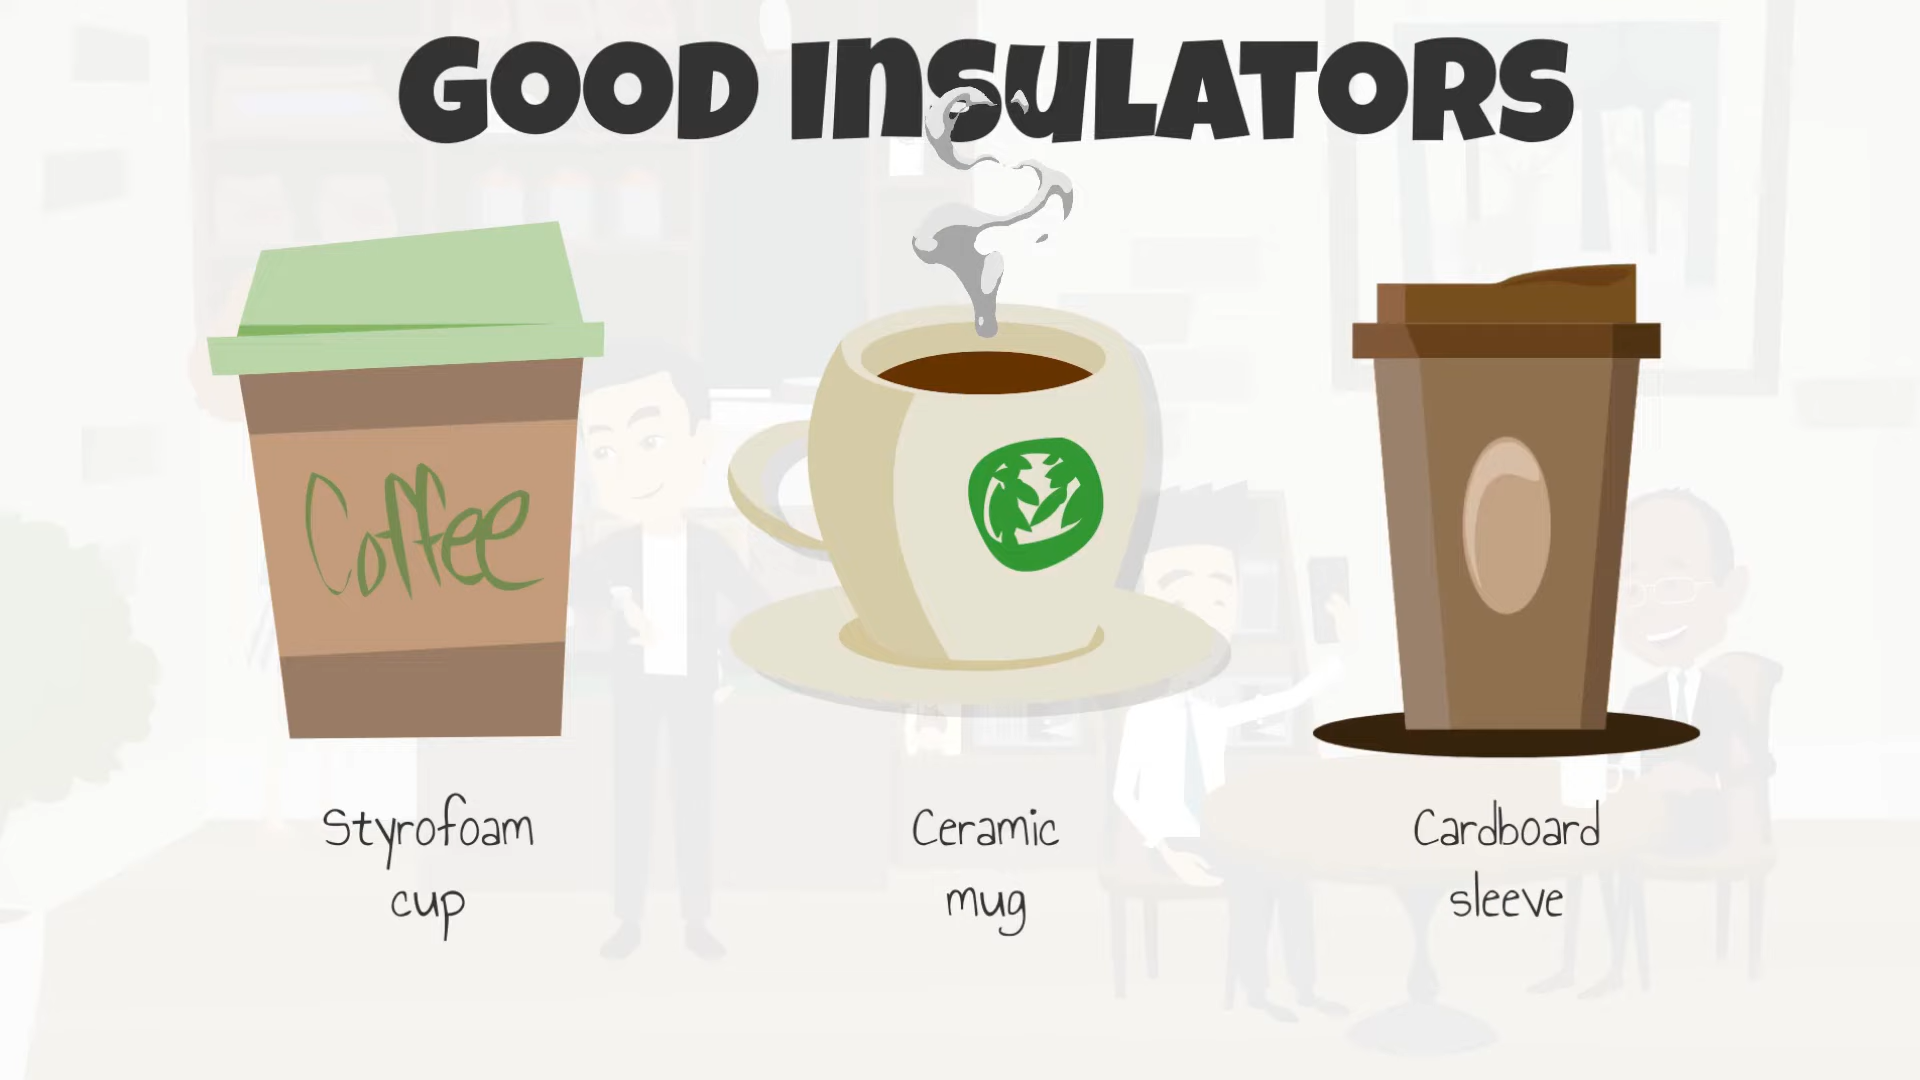 GOOD INSULATORS
Coffee
Styrofoam
cup
Ceramic
mug
Cardboard
sleeve